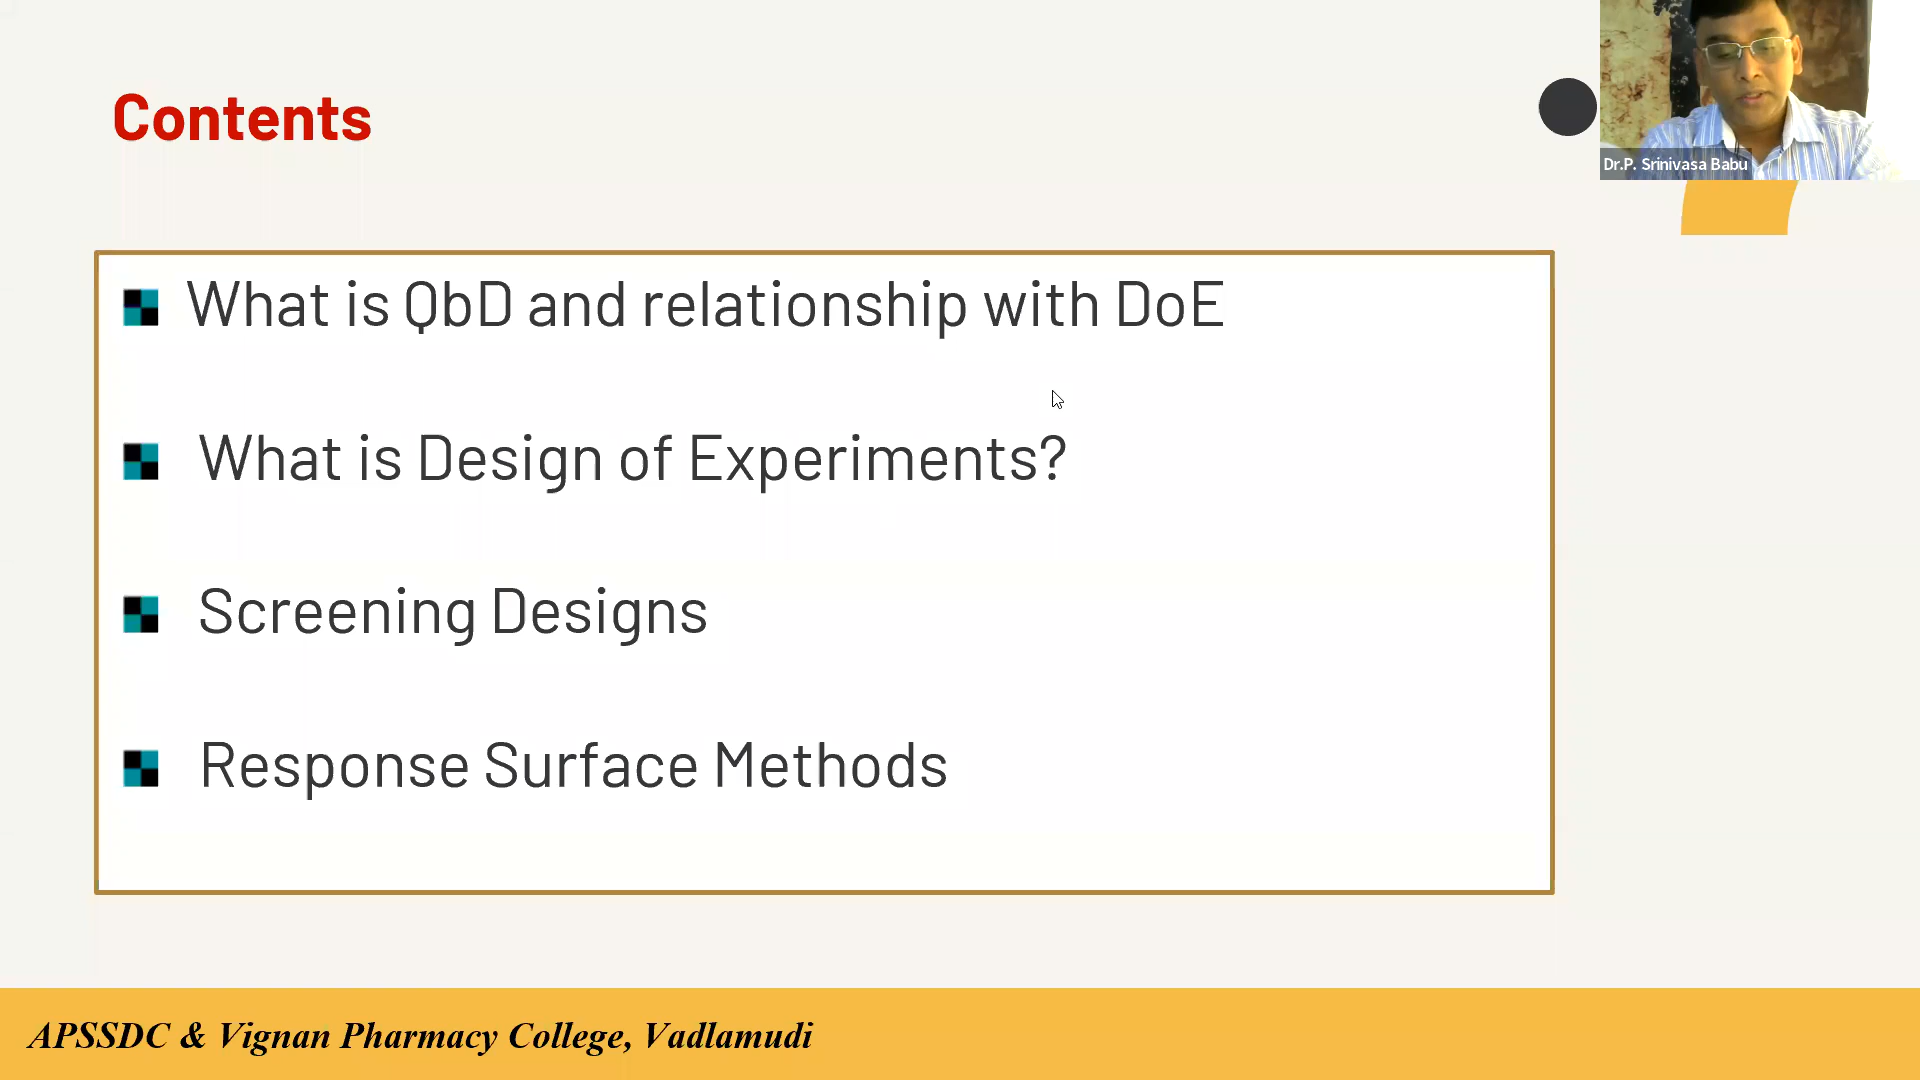 Contents
Dr.P. Srinivasa Babu
What is QbD and relationship with DoE
What is Design of Experiments?
Screening Designs
Response Surface Methods
APSSDC & Vignan Pharmacy College, Vadlamudi